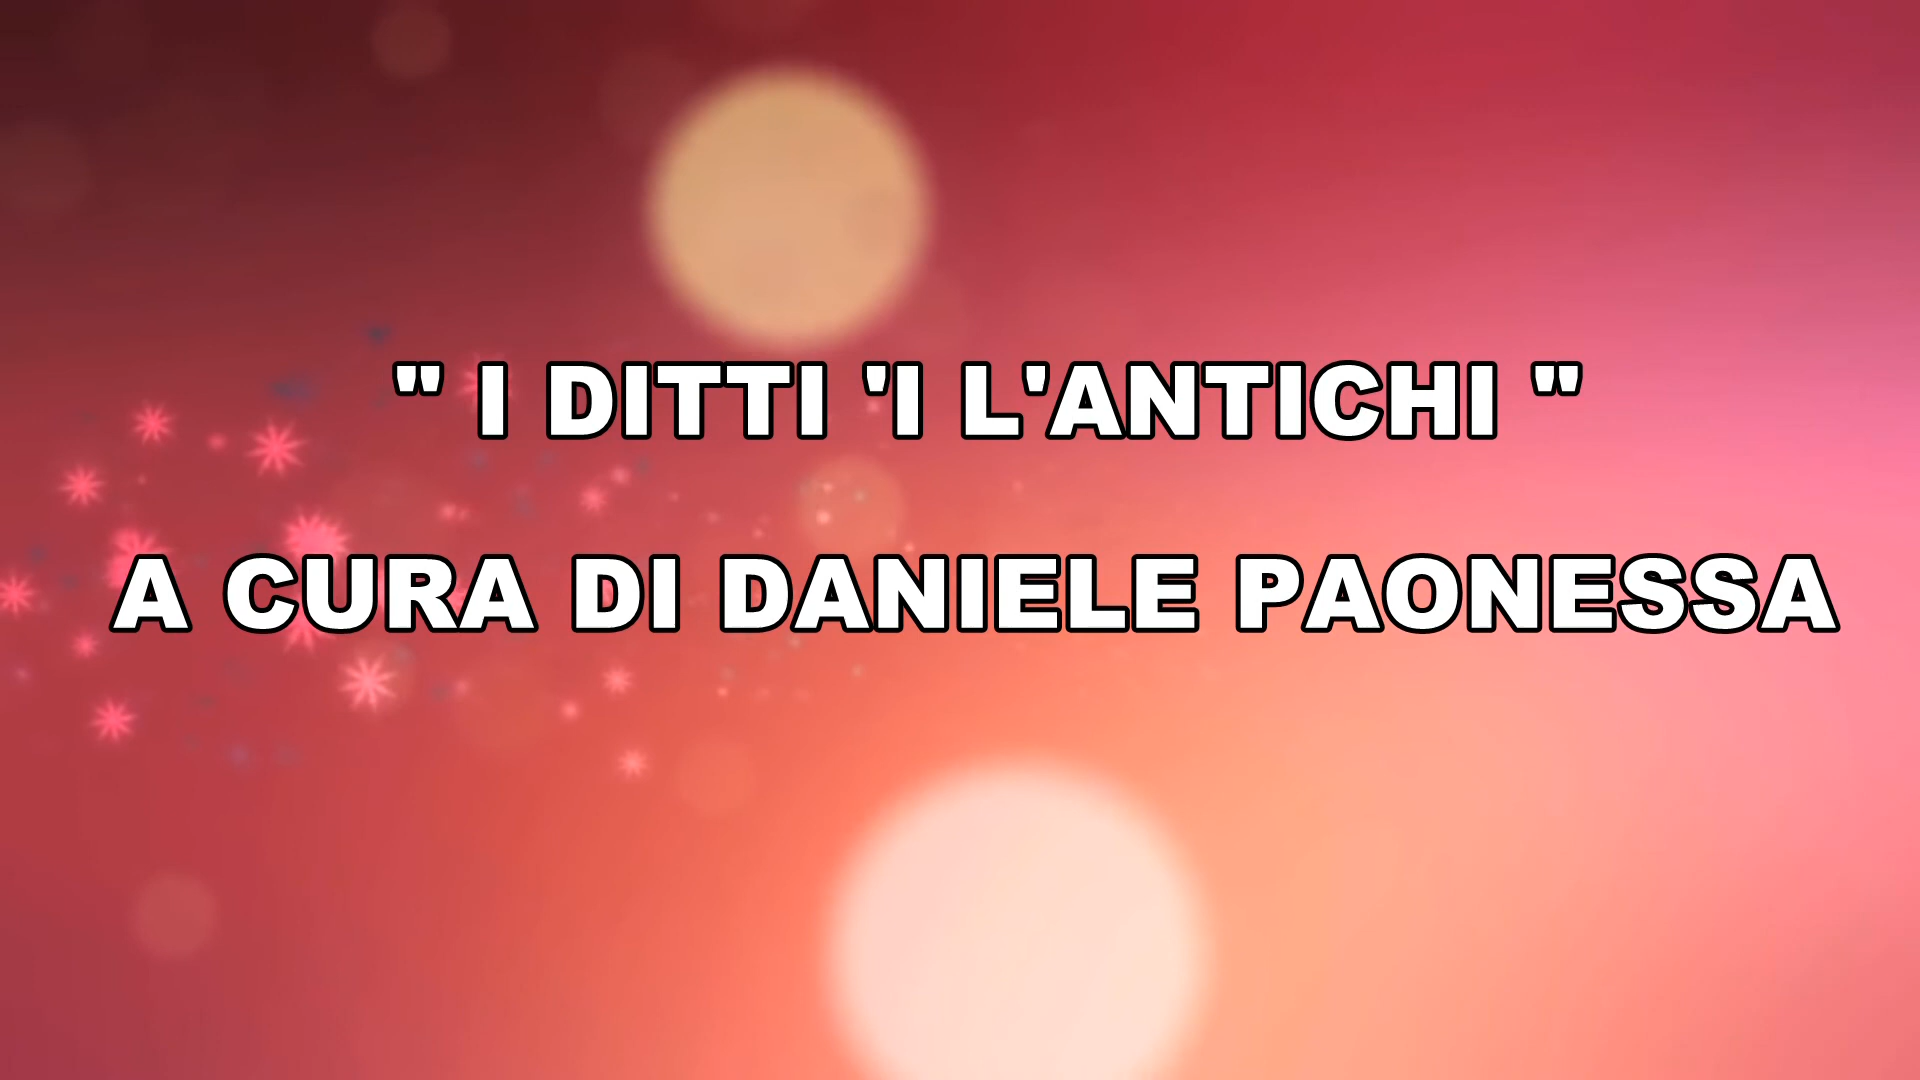 " I DITTI 'I L'ANTICHI "
A CURA DI DANIELE PAONESSA